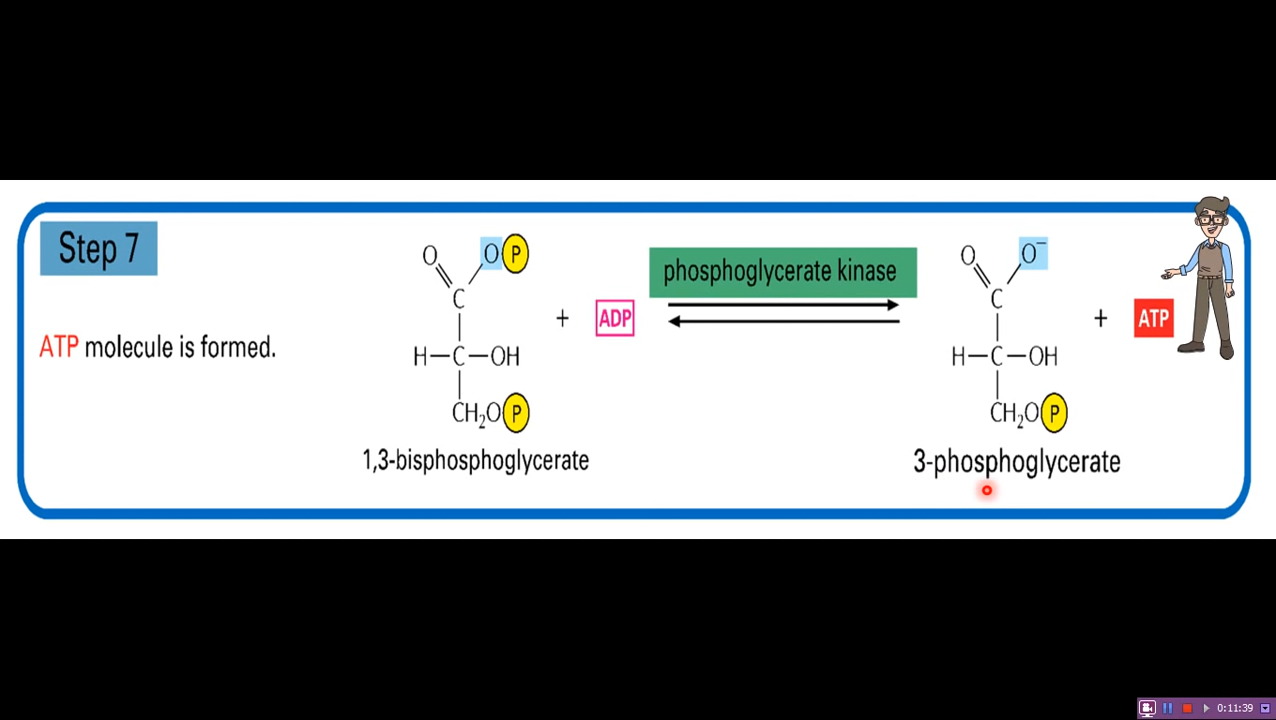 Step 7
ATP molecule is formed.
O
O P
C
H—C—OH
CH₂O P
1,3-bisphosphoglycerate
+
ADP
phosphoglycerate kinase
O
O⁻
C
H—C—OH
CH₂O P
3-phosphoglycerate
+
ATP
0:11:39